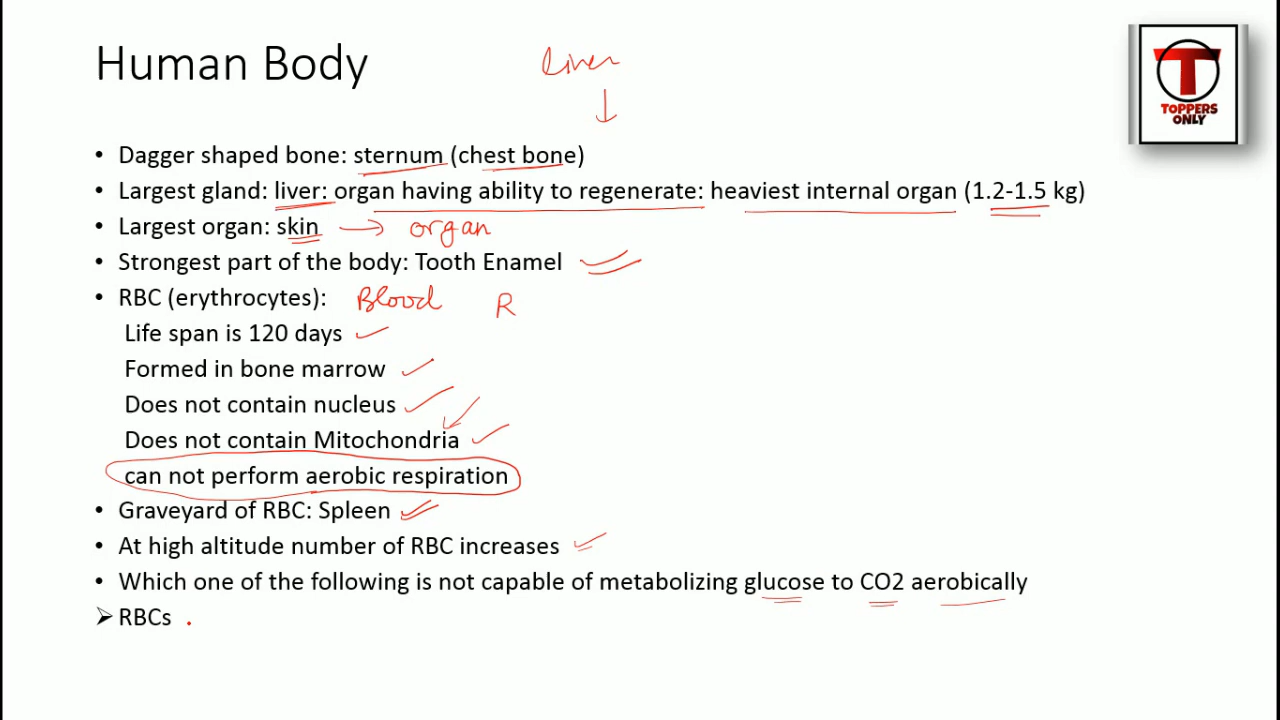 Human Body
liver
TOPPERS
ONLY
• Dagger shaped bone: sternum (chest bone)
• Largest gland: liver: organ having ability to regenerate: heaviest internal organ (1.2-1.5 kg)
• Largest organ: skin → organ
• Strongest part of the body: Tooth Enamel
• RBC (erythrocytes): Blood R
Life span is 120 days
Formed in bone marrow
Does not contain nucleus
Does not contain Mitochondria
can not perform aerobic respiration
• Graveyard of RBC: Spleen
• At high altitude number of RBC increases
• Which one of the following is not capable of metabolizing glucose to CO2 aerobically
➢ RBCs